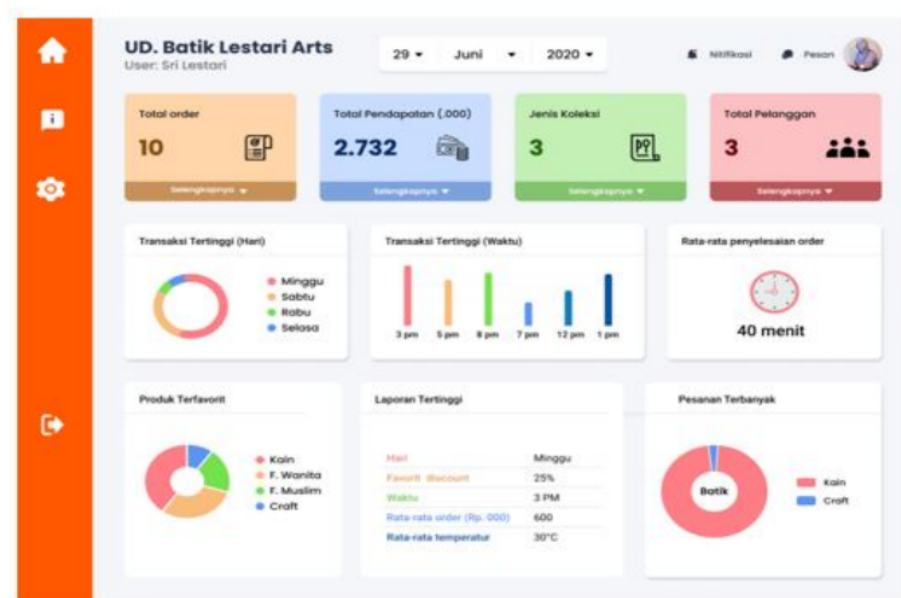 UD. Batik Lestari Arts
User: Sri Lestari
29 Juni 2020
Nitifikasi Pesan
Total order
10
Selengkapnya
Total Pendapatan (.000)
2.732
Selengkapnya
Jenis Koleksi
3
Selengkapnya
Total Pelanggan
3
Selengkapnya
Transaksi Tertinggi (Hari)
Minggu
Sabtu
Rabu
Selasa
Transaksi Tertinggi (Waktu)
3 pm 5 pm 8 pm 7 pm 12 pm 1 pm
Rata-rata penyelesaian order
40 menit
Produk Terfavorit
Kain
F. Wanita
F. Muslim
Craft
Laporan Tertinggi
Hari Minggu
Favorit discount 25%
Waktu 3 PM
Rata-rata order (Rp. 000) 600
Rata-rata temperatur 30°C
Pesanan Terbanyak
Batik
Kain
Craft